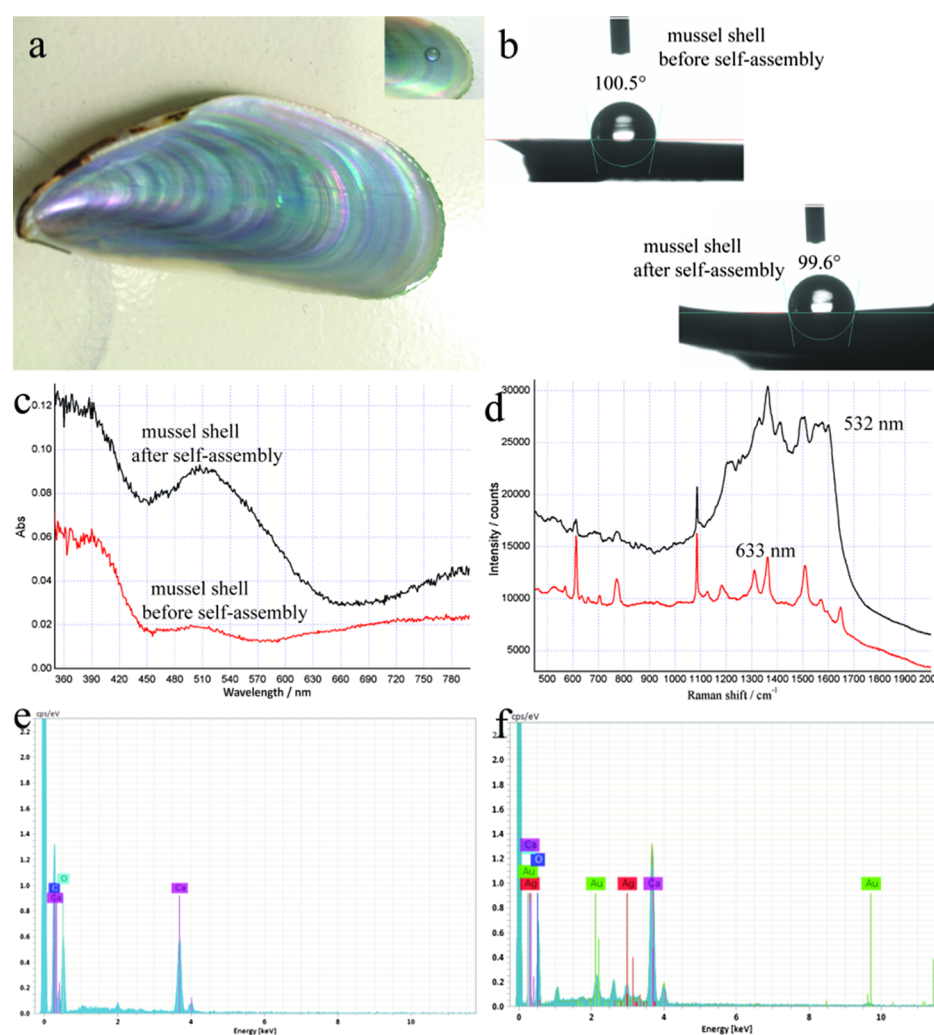 a
b
mussel shell
before self-assembly
100.5°
mussel shell
after self-assembly
99.6°
c
0.12
0.10
0.08
0.06
0.04
0.02
0.00
Abs
mussel shell
after self-assembly
mussel shell
before self-assembly
360 390 420 450 480 510 540 570 600 630 660 690 720 750 790
Wavelength / nm
d
30000
25000
20000
15000
10000
5000
Intensity / counts
532 nm
633 nm
500 600 700 800 900 1000 1100 1200 1300 1400 1500 1600 1700 1800 1900 200
Raman shift / cm⁻¹
e
cps/eV
2.2
2.0
1.8
1.6
1.4
1.2
1.0
0.8
0.6
0.4
0.2
0.0
C
O
Ca
Ca
0 2 4 6 8 10
Energy [keV]
f
cps/eV
2.2
2.0
1.8
1.6
1.4
1.2
1.0
0.8
0.6
0.4
0.2
0.0
Ca
O
Au
Ag
Au
Ag
Ca
Au
0 2 4 6 8 10
Energy [keV]